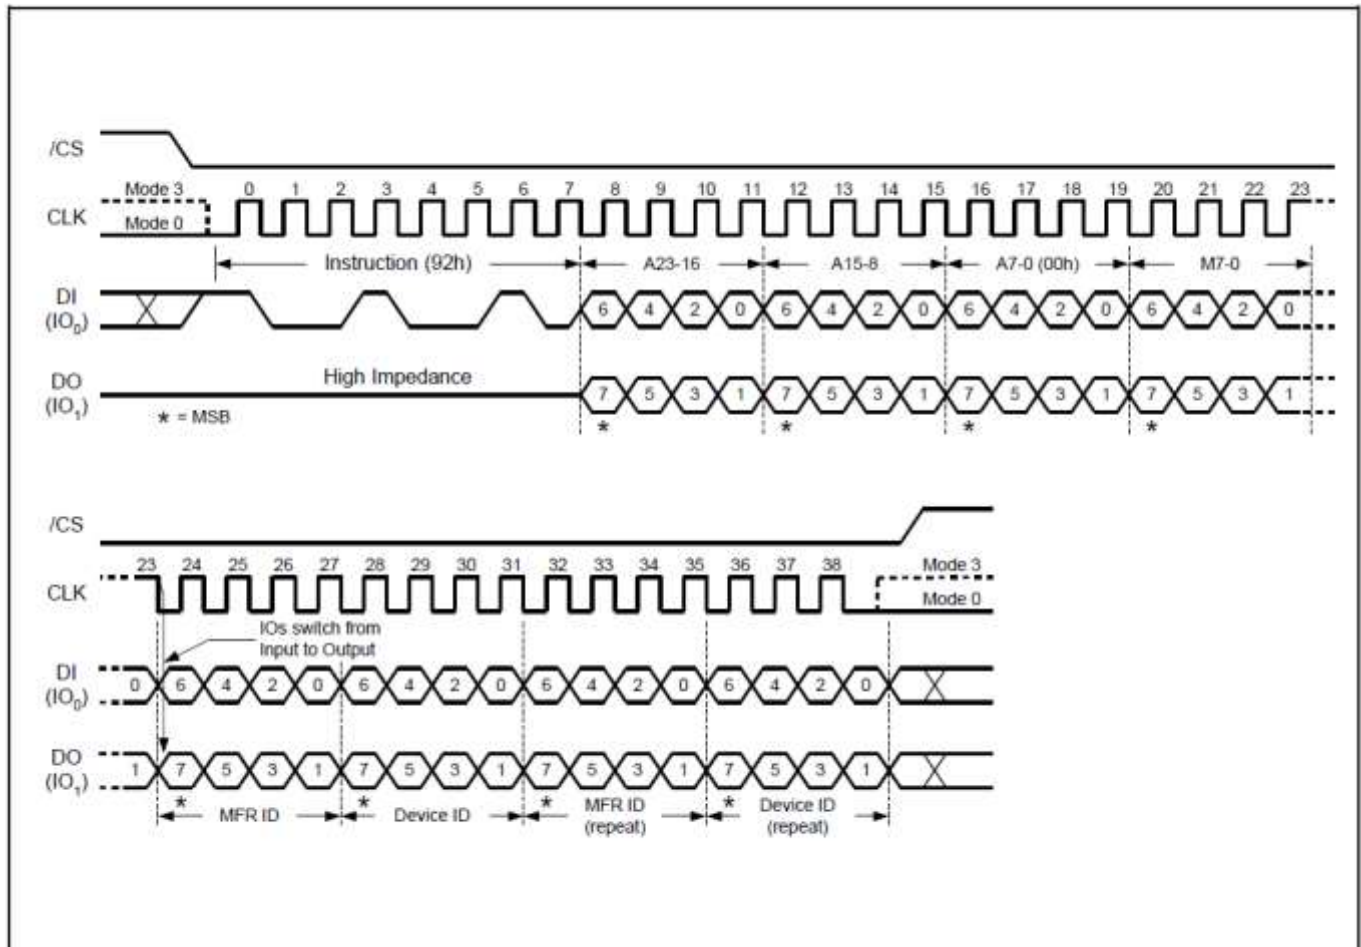 /CS
Mode 3 0 1 2 3 4 5 6 7 8 9 10 11 12 13 14 15 16 17 18 19 20 21 22 23
CLK
Mode 0
Instruction (92h) A23-16 A15-8 A7-0 (00h) M7-0
DI
(IO0) 6 4 2 0 6 4 2 0 6 4 2 0 6 4 2 0
High Impedance
DO
(IO1) 7 5 3 1 7 5 3 1 7 5 3 1 7 5 3 1
* = MSB * * * *
/CS
23 24 25 26 27 28 29 30 31 32 33 34 35 36 37 38 Mode 3
CLK
Mode 0
IOs switch from
Input to Output
DI
(IO0) 0 6 4 2 0 6 4 2 0 6 4 2 0 6 4 2 0
DO
(IO1) 1 7 5 3 1 7 5 3 1 7 5 3 1 7 5 3 1
* * * *
MFR ID Device ID MFR ID
(repeat) Device ID
(repeat)